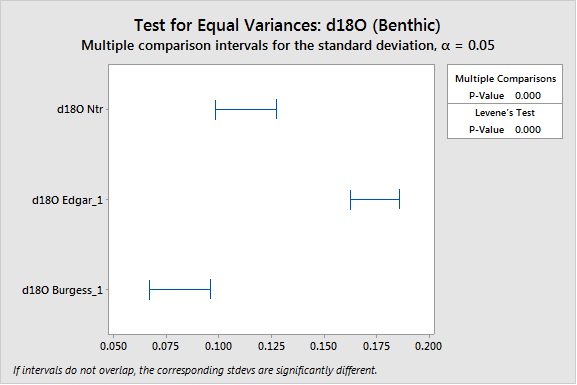 Test for Equal Variances: d18O (Benthic)
Multiple comparison intervals for the standard deviation, α = 0.05
Multiple Comparisons
P-Value 0.000
Levene's Test
P-Value 0.000
d18O Ntr
d18O Edgar_1
d18O Burgess_1
0.050 0.075 0.100 0.125 0.150 0.175 0.200
If intervals do not overlap, the corresponding stdevs are significantly different.